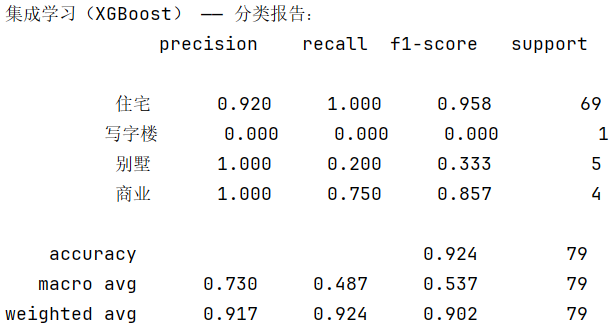 集成学习（XGBoost） —— 分类报告：
precision recall f1-score support
住宅 0.920 1.000 0.958 69
写字楼 0.000 0.000 0.000 1
别墅 1.000 0.200 0.333 5
商业 1.000 0.750 0.857 4
accuracy 0.924 79
macro avg 0.730 0.487 0.537 79
weighted avg 0.917 0.924 0.902 79